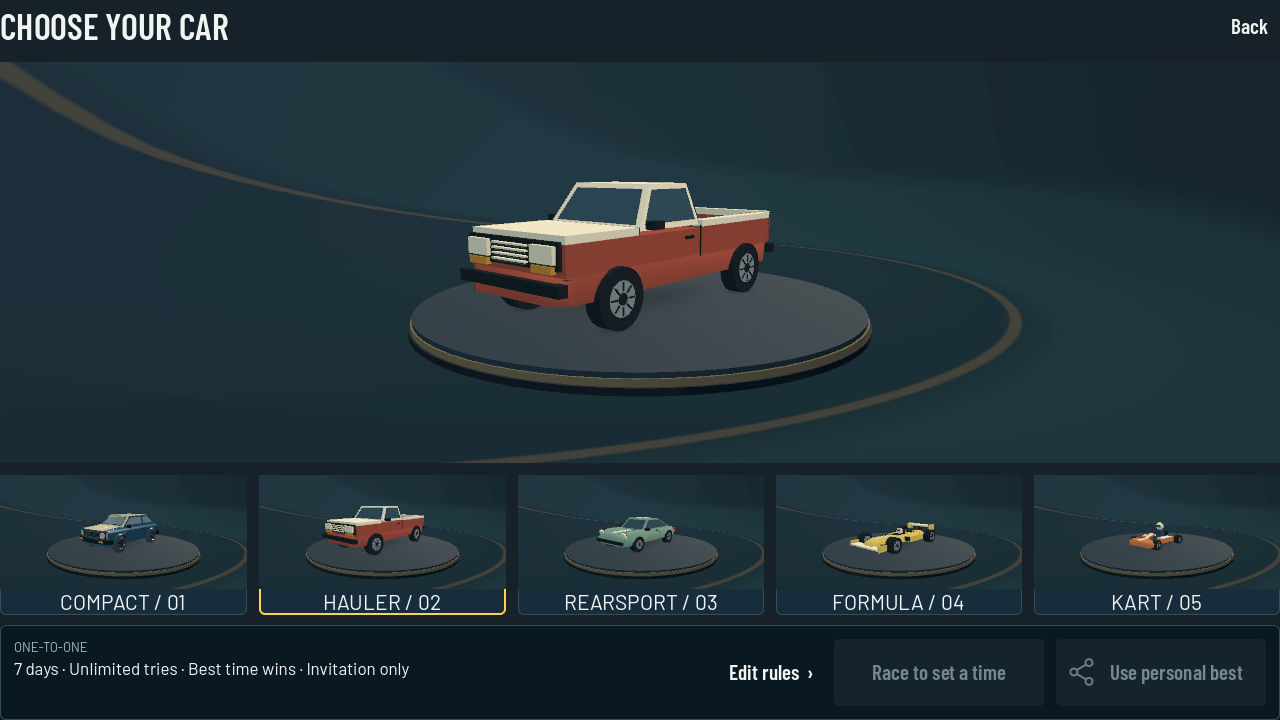 CHOOSE YOUR CAR
Back
COMPACT / 01
HAULER / 02
REARSPORT / 03
FORMULA / 04
KART / 05
ONE-TO-ONE
7 days · Unlimited tries · Best time wins · Invitation only
Edit rules ›
Race to set a time
Use personal best